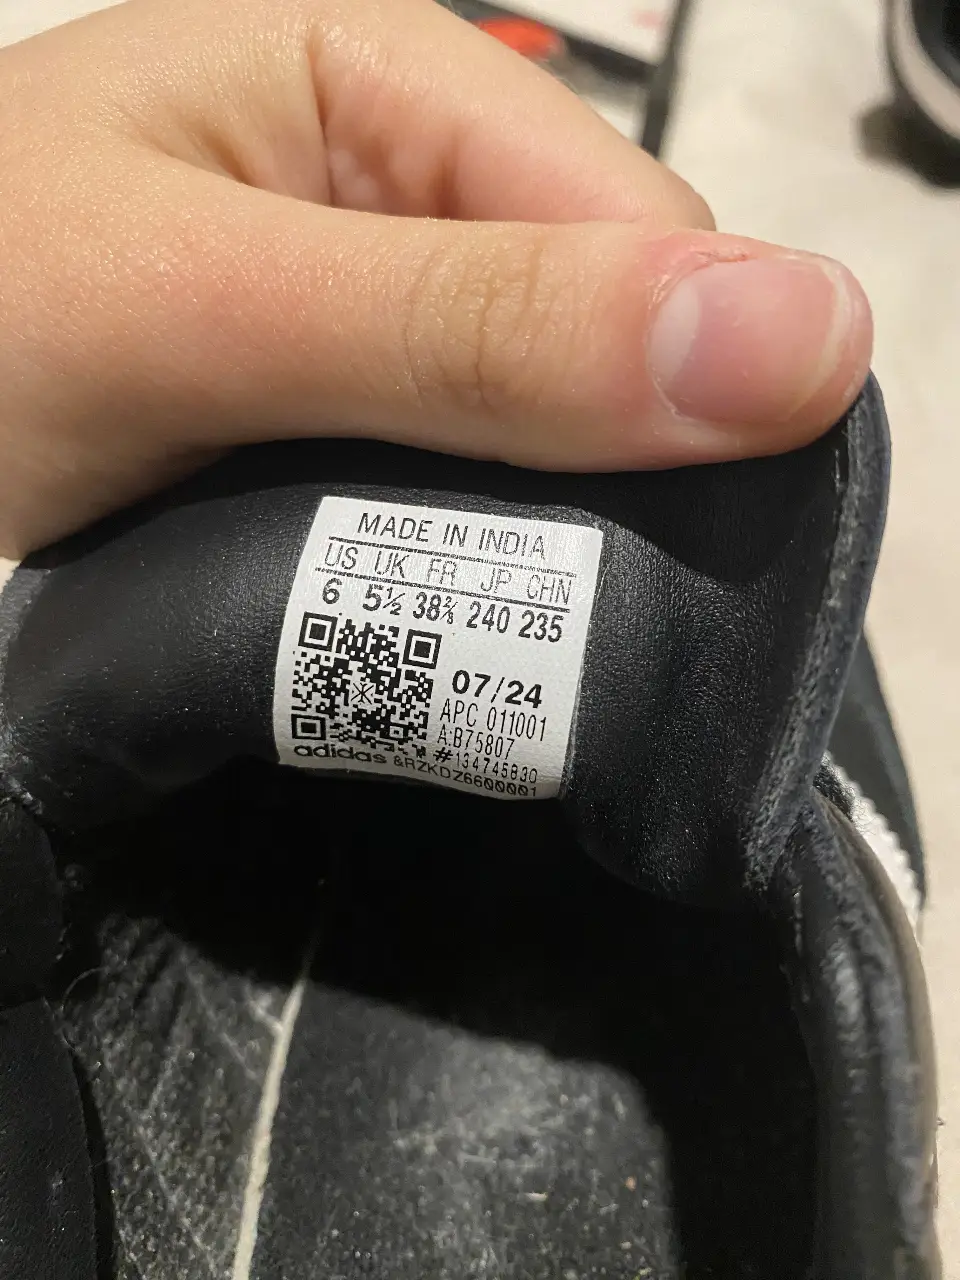 MADE IN INDIA
US UK FR JP CHN
6 5½ 38⅔ 240 235
07/24
APC 011001
A:B75807
#134745830
adidas &RZKDZ6600001